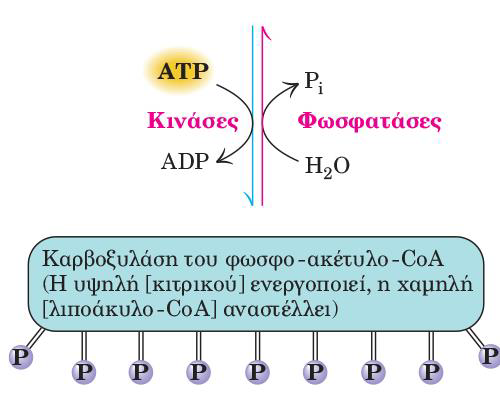 ATP
Pi
Κινάσες
Φωσφατάσες
ADP
H2O
Καρβοξυλάση του φωσφο-ακέτυλο-CoA
(Η υψηλή [κιτρικού] ενεργοποιεί, η χαμηλή
[λιποάκυλο-CoA] αναστέλλει)
P P P P P P P P P